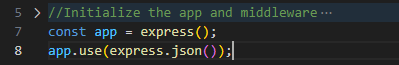 5 > //Initialize the app and middleware ···
7 const app = express();
8 app.use(express.json());